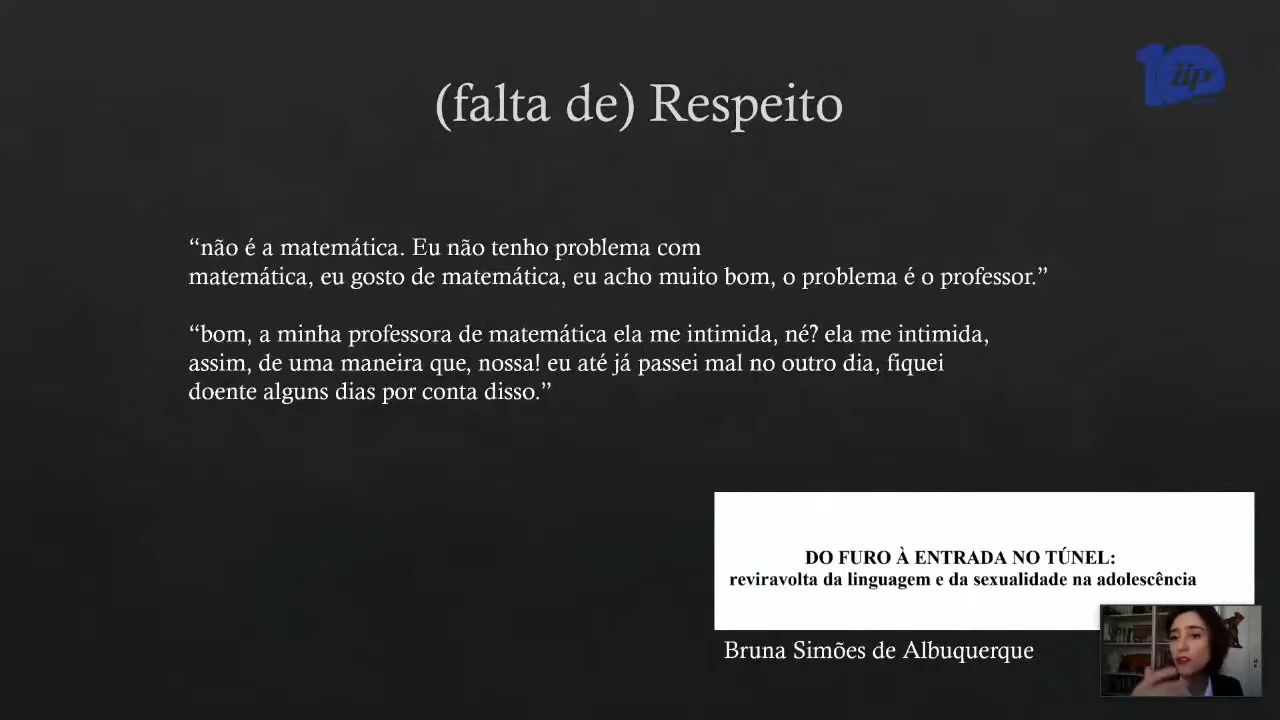 10
lip
(falta de) Respeito
“não é a matemática. Eu não tenho problema com
matemática, eu gosto de matemática, eu acho muito bom, o problema é o professor.”
“bom, a minha professora de matemática ela me intimida, né? ela me intimida,
assim, de uma maneira que, nossa! eu até já passei mal no outro dia, fiquei
doente alguns dias por conta disso.”
DO FURO À ENTRADA NO TÚNEL:
reviravolta da linguagem e da sexualidade na adolescência
Bruna Simões de Albuquerque